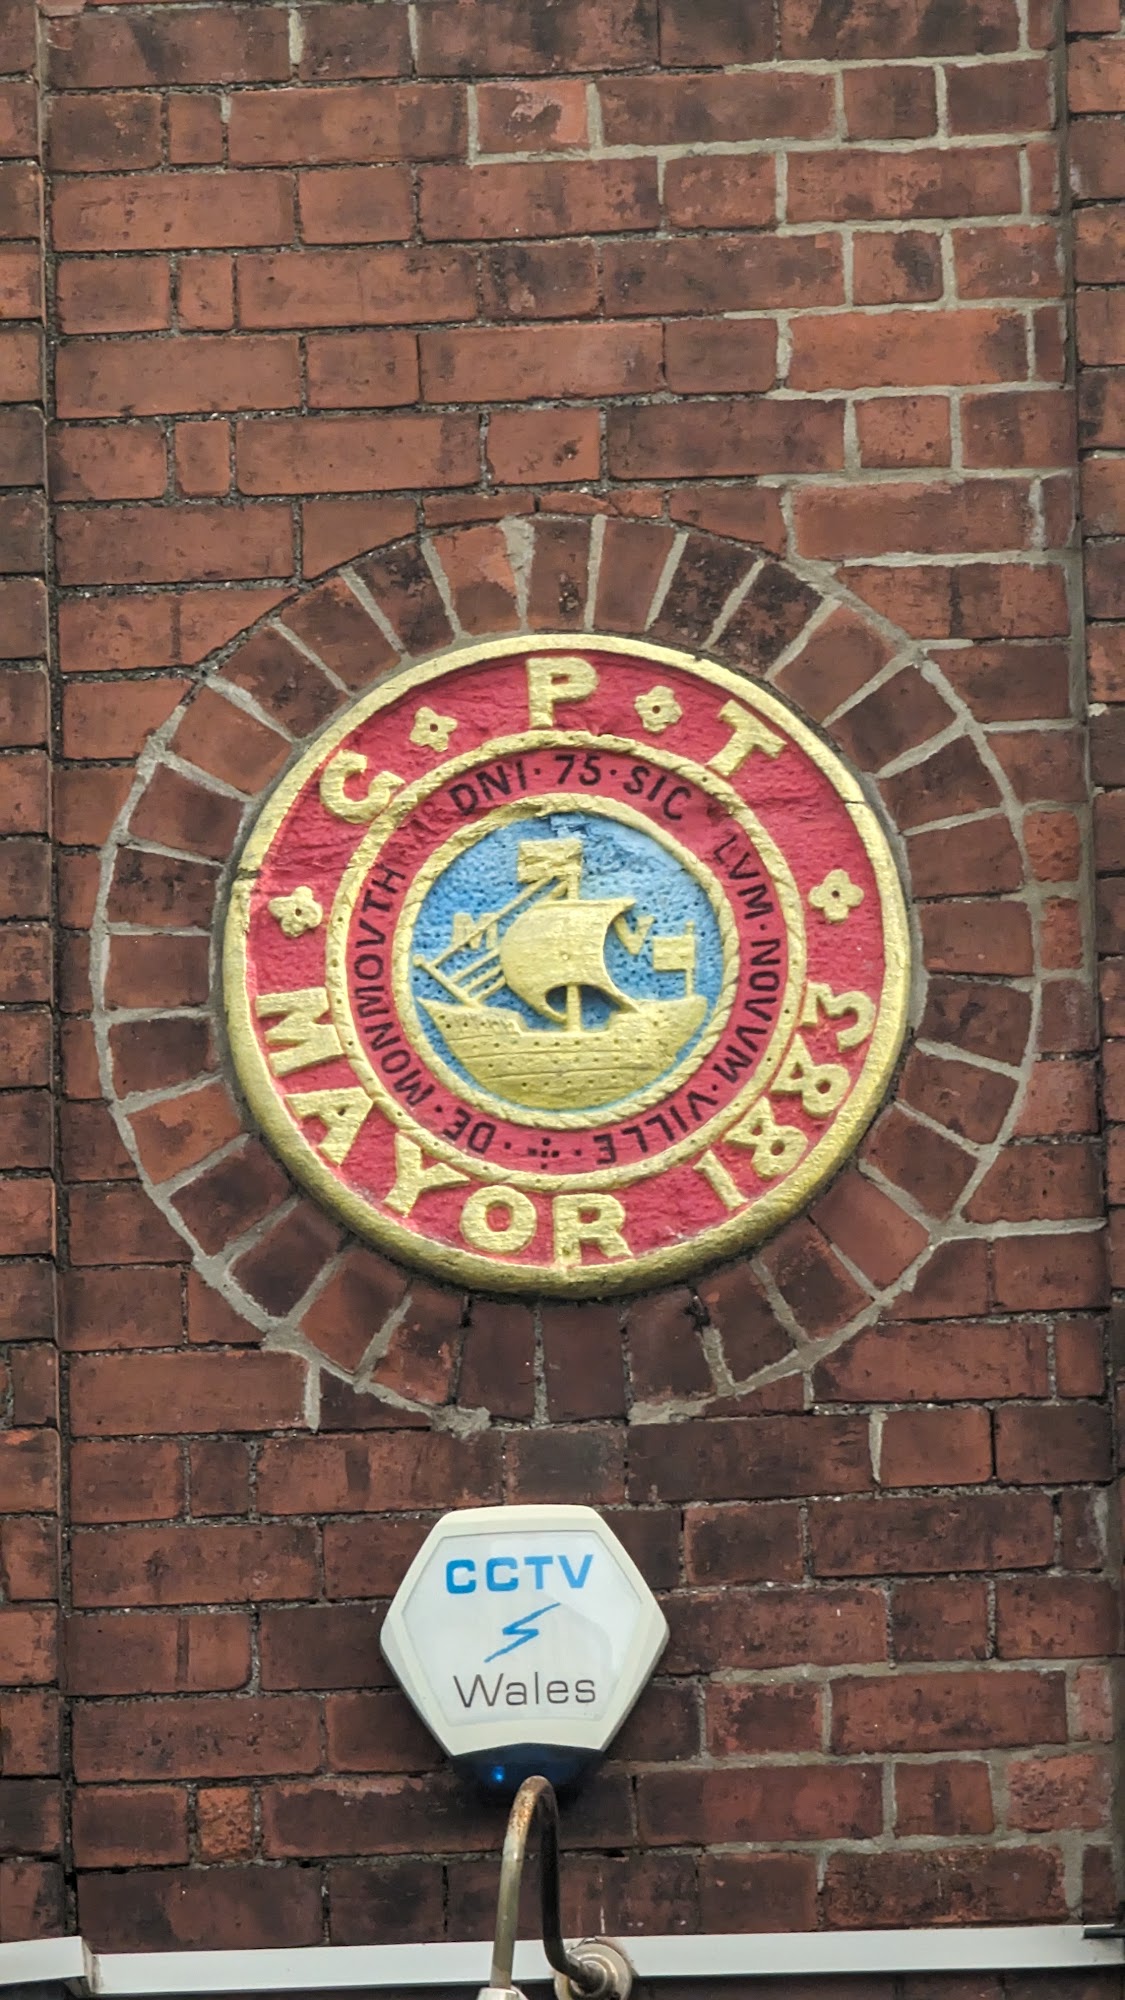 G P T
MAYOR 1883
DNI · 75 · SIC LVM · NOVVM · VILLE · DE · MONMOVTH
M V
CCTV
Wales